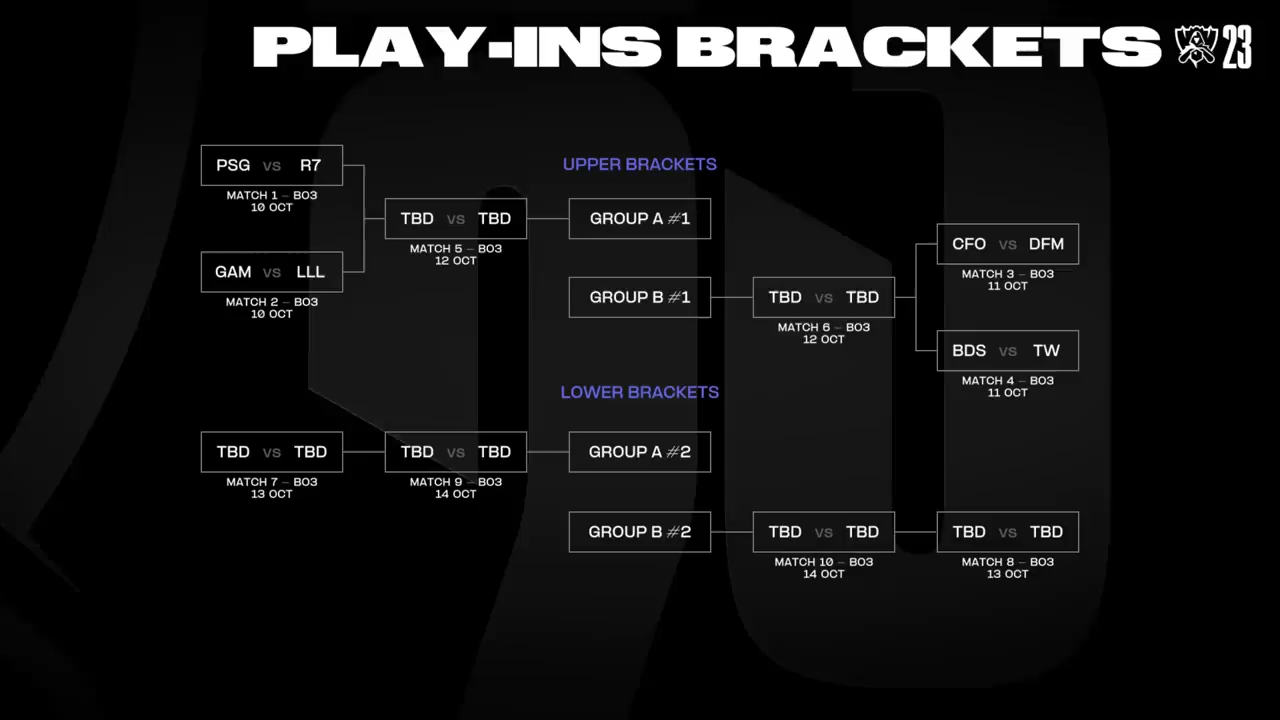 PLAY-INS BRACKETS 23
UPPER BRACKETS
PSG VS R7
MATCH 1 – BO3
10 OCT
GAM VS LLL
MATCH 2 – BO3
10 OCT
TBD VS TBD
MATCH 5 – BO3
12 OCT
GROUP A #1
GROUP B #1
TBD VS TBD
MATCH 6 – BO3
12 OCT
CFO VS DFM
MATCH 3 – BO3
11 OCT
BDS VS TW
MATCH 4 – BO3
11 OCT
LOWER BRACKETS
TBD VS TBD
MATCH 7 – BO3
13 OCT
TBD VS TBD
MATCH 9 – BO3
14 OCT
GROUP A #2
GROUP B #2
TBD VS TBD
MATCH 10 – BO3
14 OCT
TBD VS TBD
MATCH 8 – BO3
13 OCT